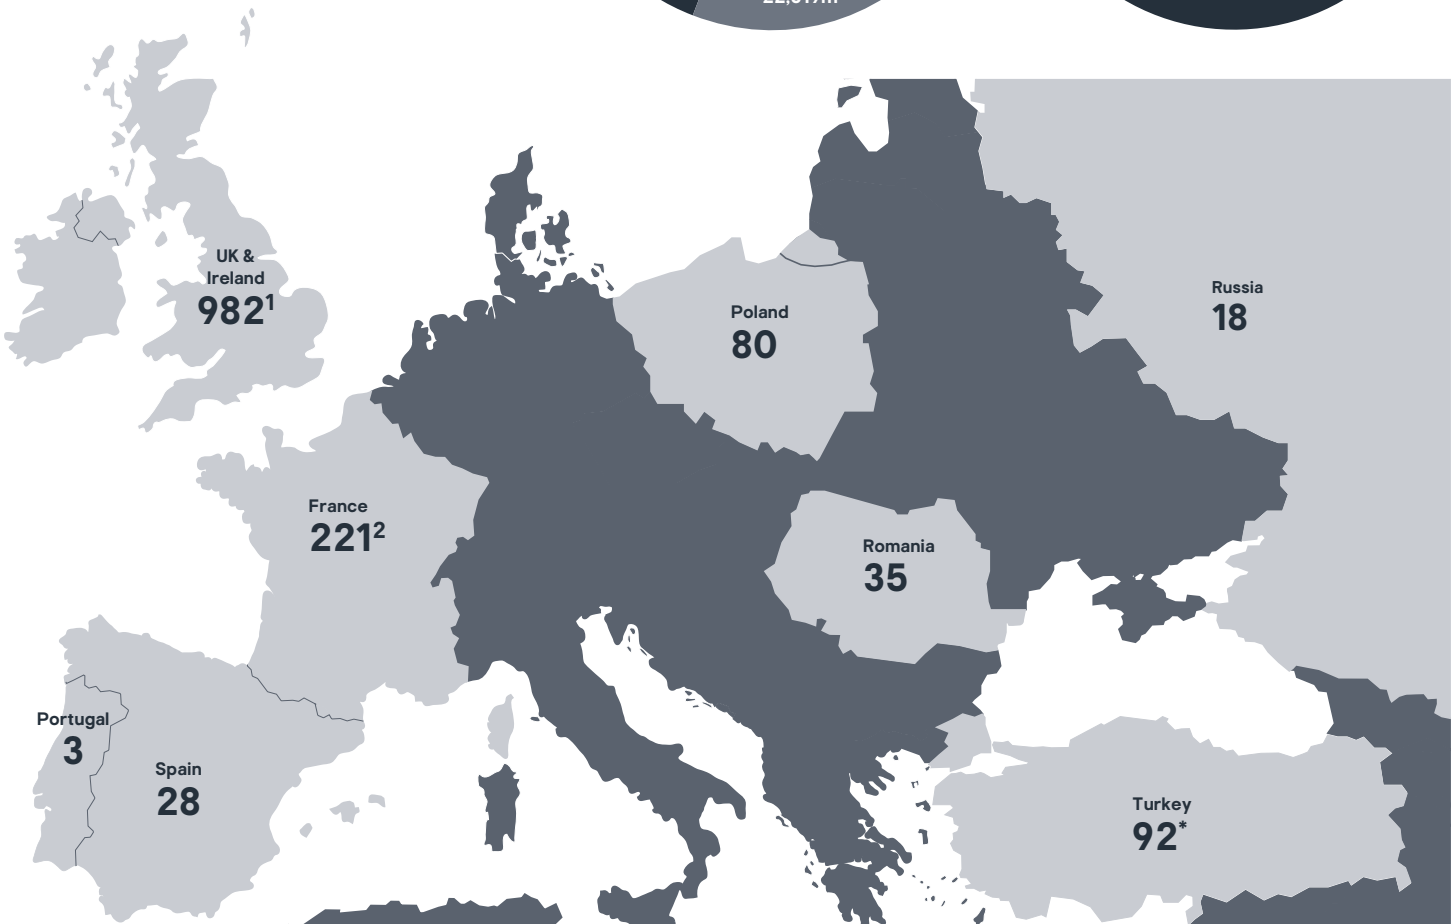 UK &
Ireland
982¹
Poland
80
Russia
18
France
221²
Romania
35
Portugal
3
Spain
28
Turkey
92*